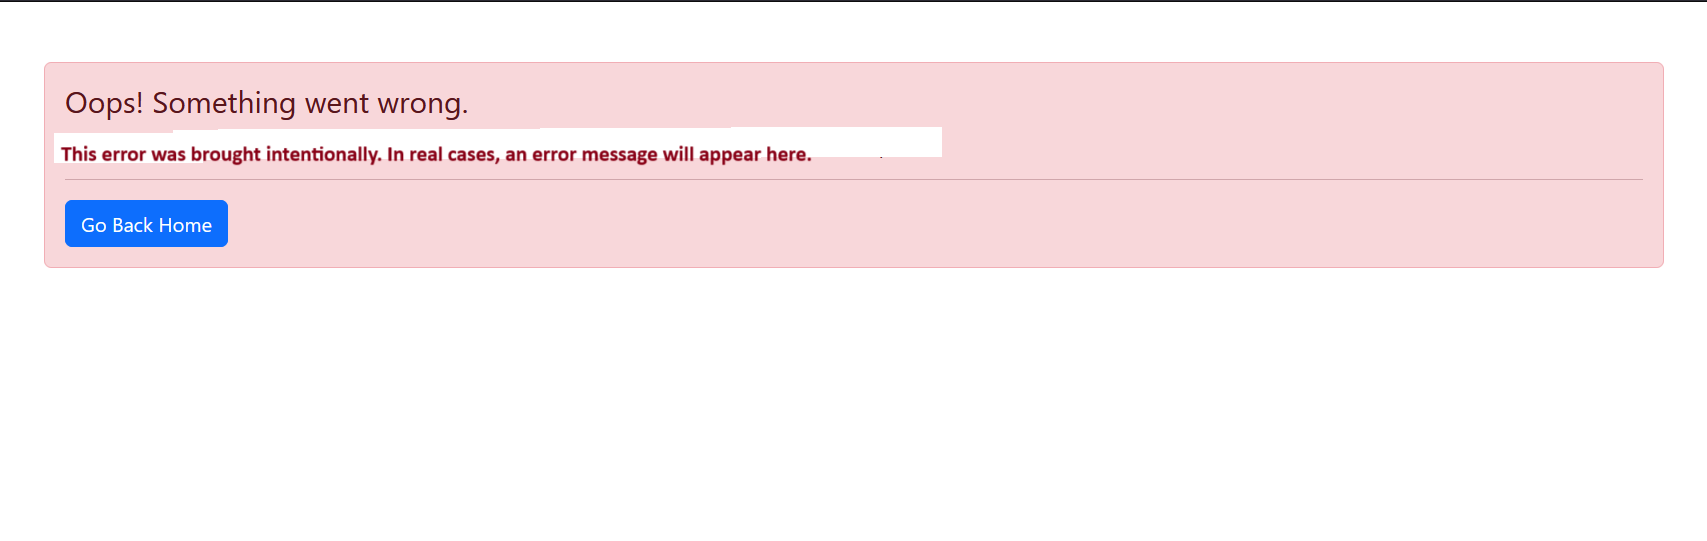 Oops! Something went wrong.
This error was brought intentionally. In real cases, an error message will appear here.
Go Back Home